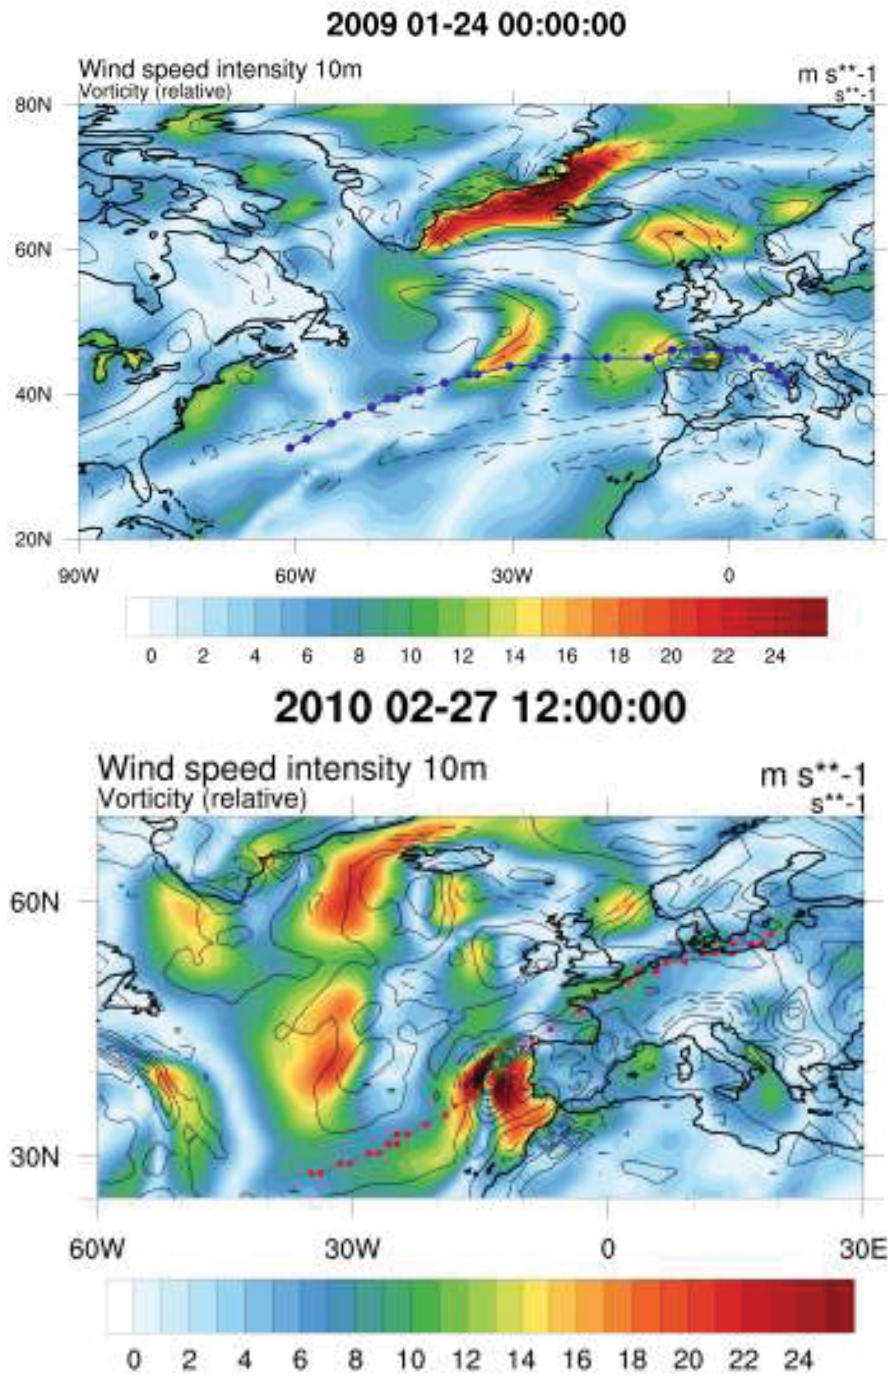 2009 01-24 00:00:00
Wind speed intensity 10m
m s**-1
Vorticity (relative)
s**-1
80N
60N
40N
20N
90W 60W 30W 0
0 2 4 6 8 10 12 14 16 18 20 22 24
2010 02-27 12:00:00
Wind speed intensity 10m
m s**-1
Vorticity (relative)
s**-1
60N
30N
60W 30W 0 30E
0 2 4 6 8 10 12 14 16 18 20 22 24